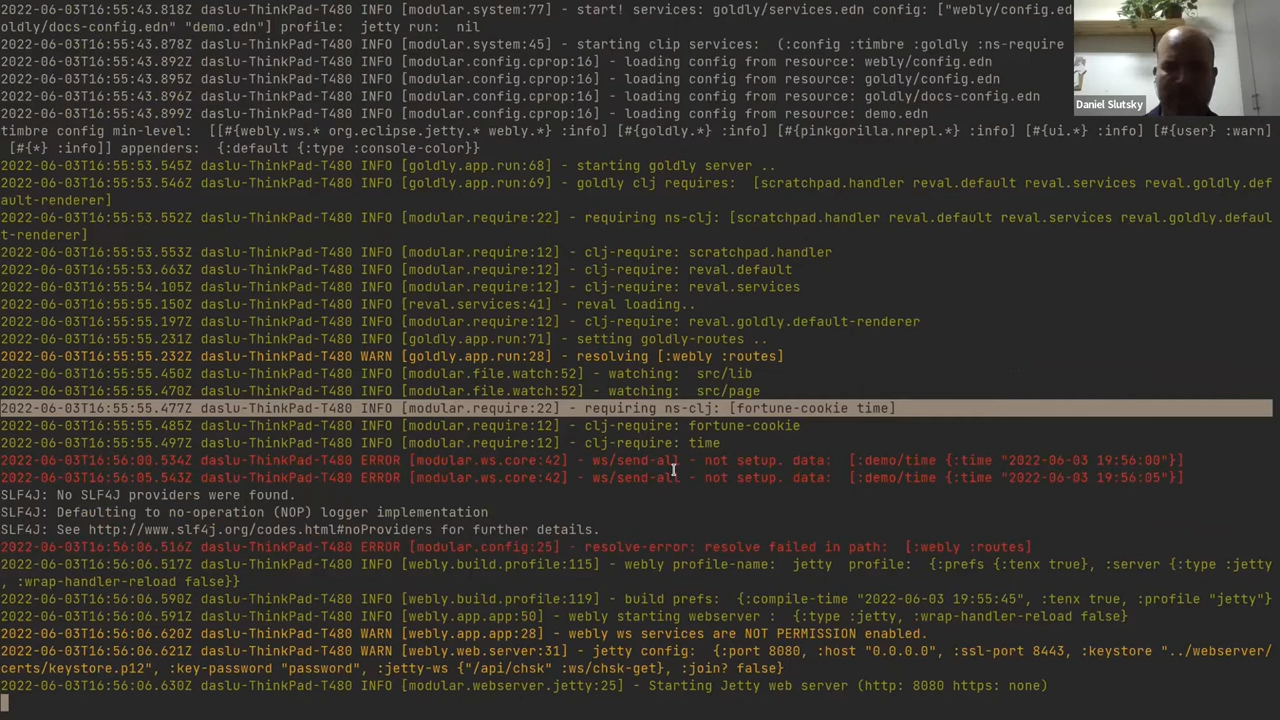 2022-06-03T16:55:43.818Z daslu-ThinkPad-T480 INFO [modular.system:77] - start! services: goldly/services.edn config: ["webly/config.ed
oldly/docs-config.edn" "demo.edn"] profile:  jetty run:  nil
2022-06-03T16:55:43.878Z daslu-ThinkPad-T480 INFO [modular.system:45] - starting clip services:  (:config :timbre :goldly :ns-require
2022-06-03T16:55:43.892Z daslu-ThinkPad-T480 INFO [modular.config.cprop:16] - loading config from resource: webly/config.edn
2022-06-03T16:55:43.895Z daslu-ThinkPad-T480 INFO [modular.config.cprop:16] - loading config from resource: goldly/config.edn
2022-06-03T16:55:43.896Z daslu-ThinkPad-T480 INFO [modular.config.cprop:16] - loading config from resource: goldly/docs-config.edn
2022-06-03T16:55:43.899Z daslu-ThinkPad-T480 INFO [modular.config.cprop:16] - loading config from resource: demo.edn
timbre config min-level:  [[#{webly.ws.* org.eclipse.jetty.* webly.*} :info] [#{goldly.*} :info] [#{pinkgorilla.nrepl.*} :info] [#{ui.*} :info] [#{user} :warn]
 [#{*} :info]] appenders:  {:default {:type :console-color}}
2022-06-03T16:55:53.545Z daslu-ThinkPad-T480 INFO [goldly.app.run:68] - starting goldly server ..
2022-06-03T16:55:53.546Z daslu-ThinkPad-T480 INFO [goldly.app.run:69] - goldly clj requires:  [scratchpad.handler reval.default reval.services reval.goldly.def
ault-renderer]
2022-06-03T16:55:53.552Z daslu-ThinkPad-T480 INFO [modular.require:22] - requiring ns-clj: [scratchpad.handler reval.default reval.services reval.goldly.defaul
t-renderer]
2022-06-03T16:55:53.553Z daslu-ThinkPad-T480 INFO [modular.require:12] - clj-require: scratchpad.handler
2022-06-03T16:55:53.663Z daslu-ThinkPad-T480 INFO [modular.require:12] - clj-require: reval.default
2022-06-03T16:55:54.105Z daslu-ThinkPad-T480 INFO [modular.require:12] - clj-require: reval.services
2022-06-03T16:55:55.150Z daslu-ThinkPad-T480 INFO [reval.services:41] - reval loading..
2022-06-03T16:55:55.197Z daslu-ThinkPad-T480 INFO [modular.require:12] - clj-require: reval.goldly.default-renderer
2022-06-03T16:55:55.231Z daslu-ThinkPad-T480 INFO [goldly.app.run:71] - setting goldly-routes ..
2022-06-03T16:55:55.232Z daslu-ThinkPad-T480 WARN [goldly.app.run:28] - resolving [:webly :routes]
2022-06-03T16:55:55.450Z daslu-ThinkPad-T480 INFO [modular.file.watch:52] - watching:  src/lib
2022-06-03T16:55:55.470Z daslu-ThinkPad-T480 INFO [modular.file.watch:52] - watching:  src/page
2022-06-03T16:55:55.477Z daslu-ThinkPad-T480 INFO [modular.require:22] - requiring ns-clj: [fortune-cookie time]
2022-06-03T16:55:55.485Z daslu-ThinkPad-T480 INFO [modular.require:12] - clj-require: fortune-cookie
2022-06-03T16:55:55.497Z daslu-ThinkPad-T480 INFO [modular.require:12] - clj-require: time
2022-06-03T16:56:00.534Z daslu-ThinkPad-T480 ERROR [modular.ws.core:42] - ws/send-all - not setup. data:  [:demo/time {:time "2022-06-03 19:56:00"}]
2022-06-03T16:56:05.543Z daslu-ThinkPad-T480 ERROR [modular.ws.core:42] - ws/send-all - not setup. data:  [:demo/time {:time "2022-06-03 19:56:05"}]
SLF4J: No SLF4J providers were found.
SLF4J: Defaulting to no-operation (NOP) logger implementation
SLF4J: See http://www.slf4j.org/codes.html#noProviders for further details.
2022-06-03T16:56:06.516Z daslu-ThinkPad-T480 ERROR [modular.config:25] - resolve-error: resolve failed in path:  [:webly :routes]
2022-06-03T16:56:06.517Z daslu-ThinkPad-T480 INFO [webly.build.profile:115] - webly profile-name:  jetty  profile:  {:prefs {:tenx true}, :server {:type :jetty
, :wrap-handler-reload false}}
2022-06-03T16:56:06.590Z daslu-ThinkPad-T480 INFO [webly.build.profile:119] - build prefs:  {:compile-time "2022-06-03 19:55:45", :tenx true, :profile "jetty"}
2022-06-03T16:56:06.591Z daslu-ThinkPad-T480 INFO [webly.app.app:50] - webly starting webserver :  {:type :jetty, :wrap-handler-reload false}
2022-06-03T16:56:06.620Z daslu-ThinkPad-T480 WARN [webly.app.app:28] - webly ws services are NOT PERMISSION enabled.
2022-06-03T16:56:06.621Z daslu-ThinkPad-T480 WARN [webly.web.server:31] - jetty config:  {:port 8080, :host "0.0.0.0", :ssl-port 8443, :keystore "../webserver/
certs/keystore.p12", :key-password "password", :jetty-ws {"/api/chsk" :ws/chsk-get}, :join? false}
2022-06-03T16:56:06.630Z daslu-ThinkPad-T480 INFO [modular.webserver.jetty:25] - Starting Jetty web server (http: 8080 https: none)
Daniel Slutsky